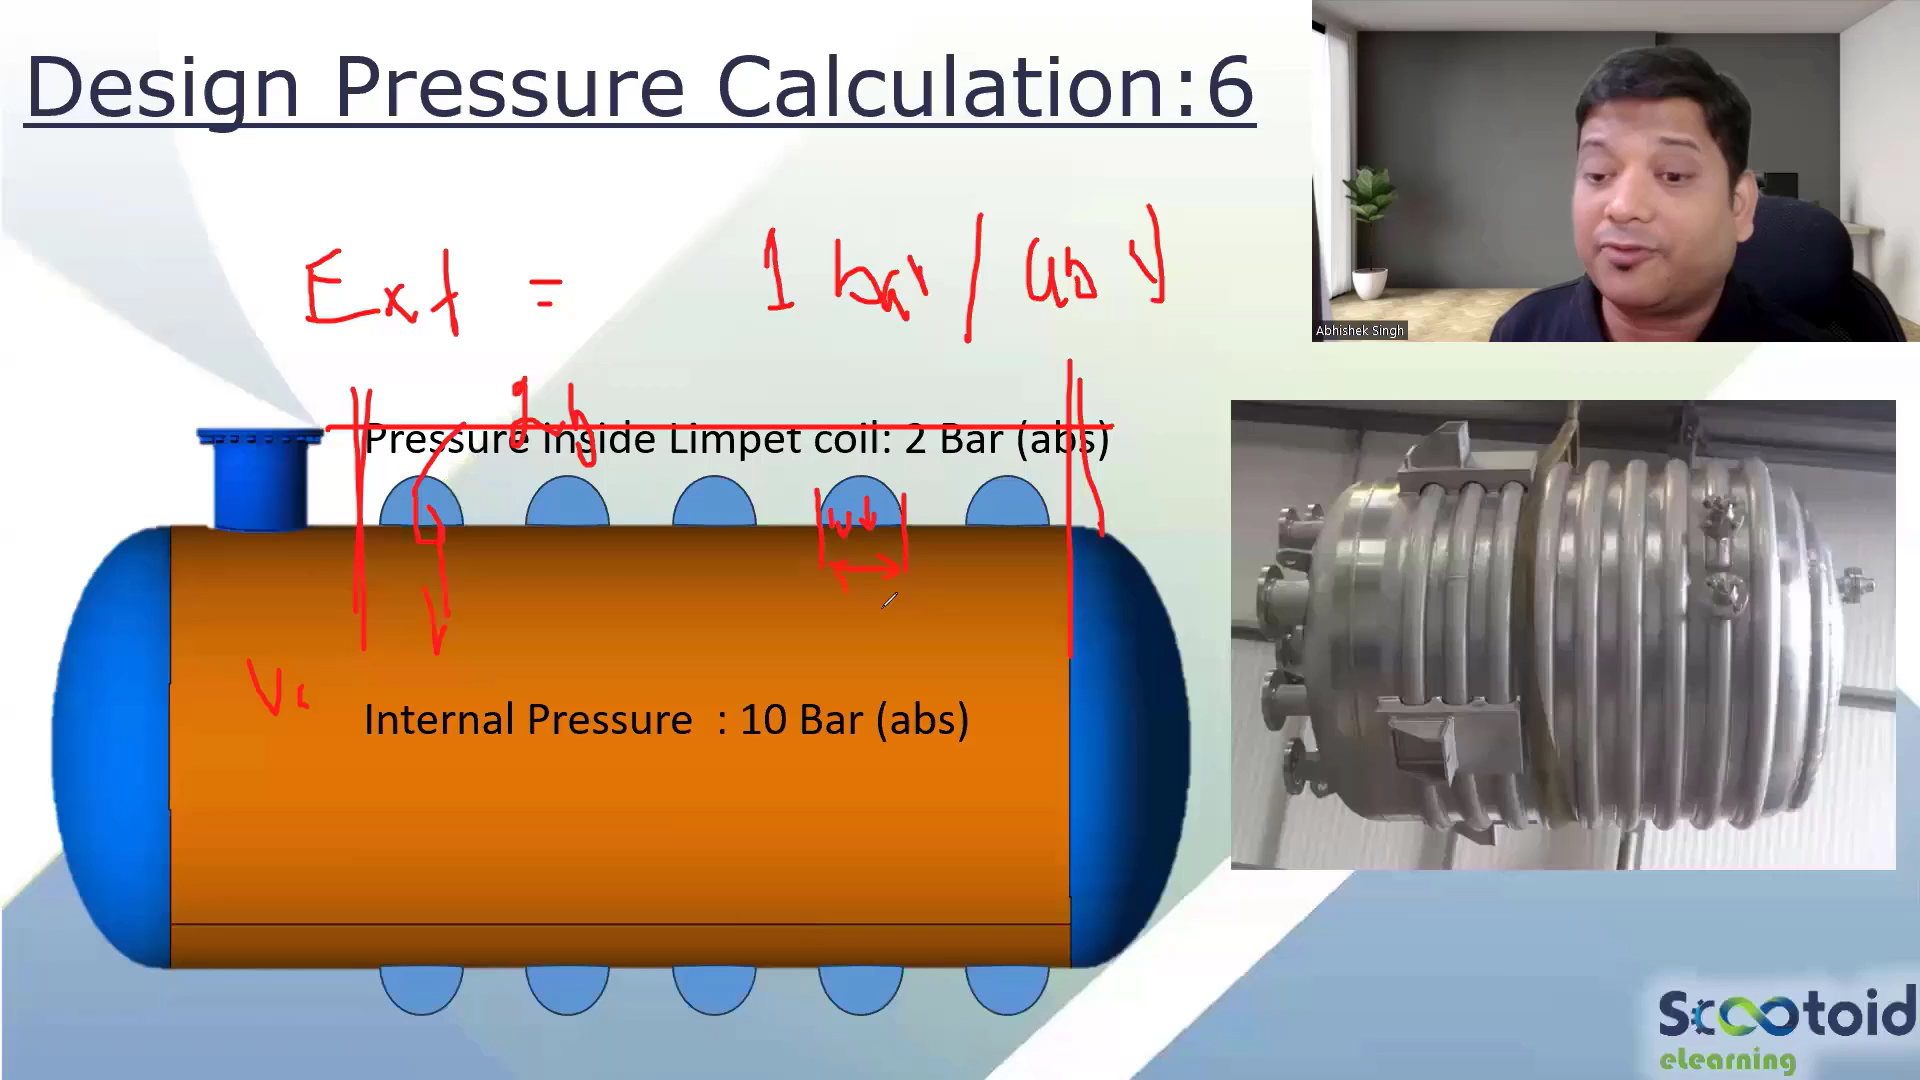 Design Pressure Calculation:6
Ext = 1 bar / (abs)
Abhishek Singh
Pressure Inside Limpet coil: 2 Bar (abs)
Internal Pressure : 10 Bar (abs)
Scootoid
eLearning